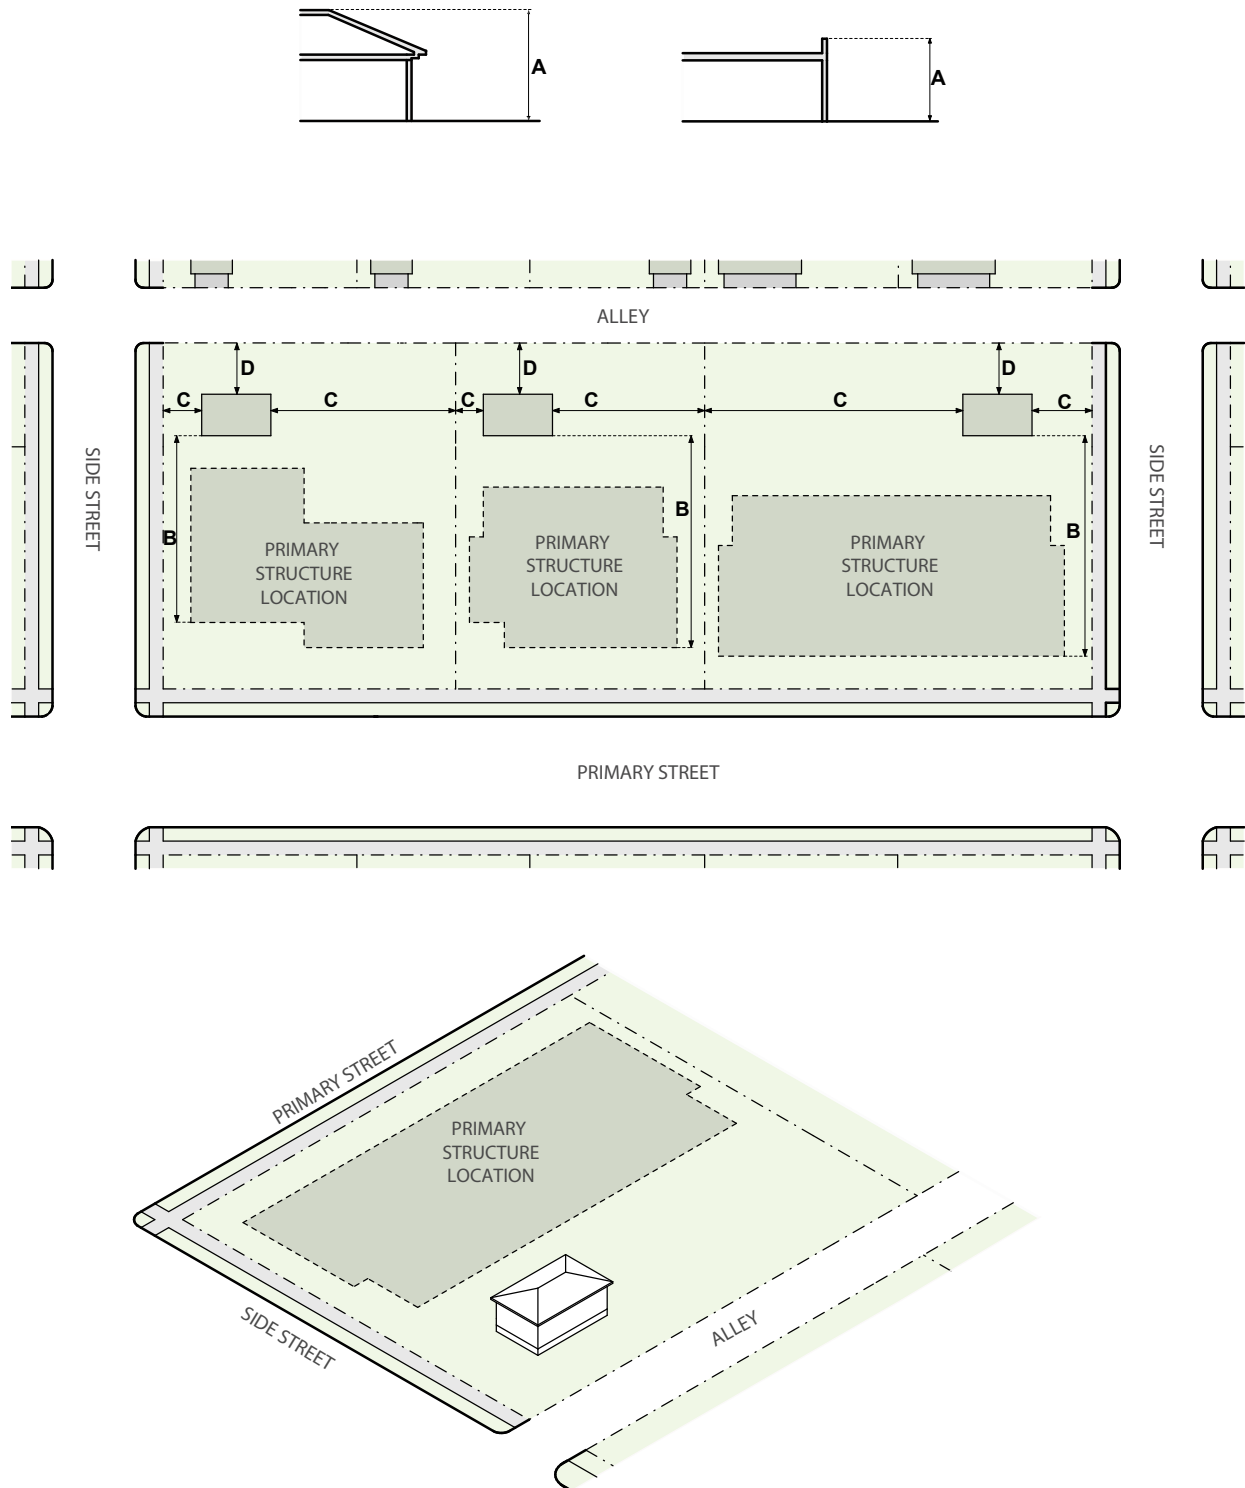 A
A
ALLEY
D
D
D
C
C
C
C
C
C
SIDE STREET
SIDE STREET
B
B
B
PRIMARY
STRUCTURE
LOCATION
PRIMARY
STRUCTURE
LOCATION
PRIMARY
STRUCTURE
LOCATION
PRIMARY STREET
PRIMARY STREET
PRIMARY
STRUCTURE
LOCATION
SIDE STREET
ALLEY